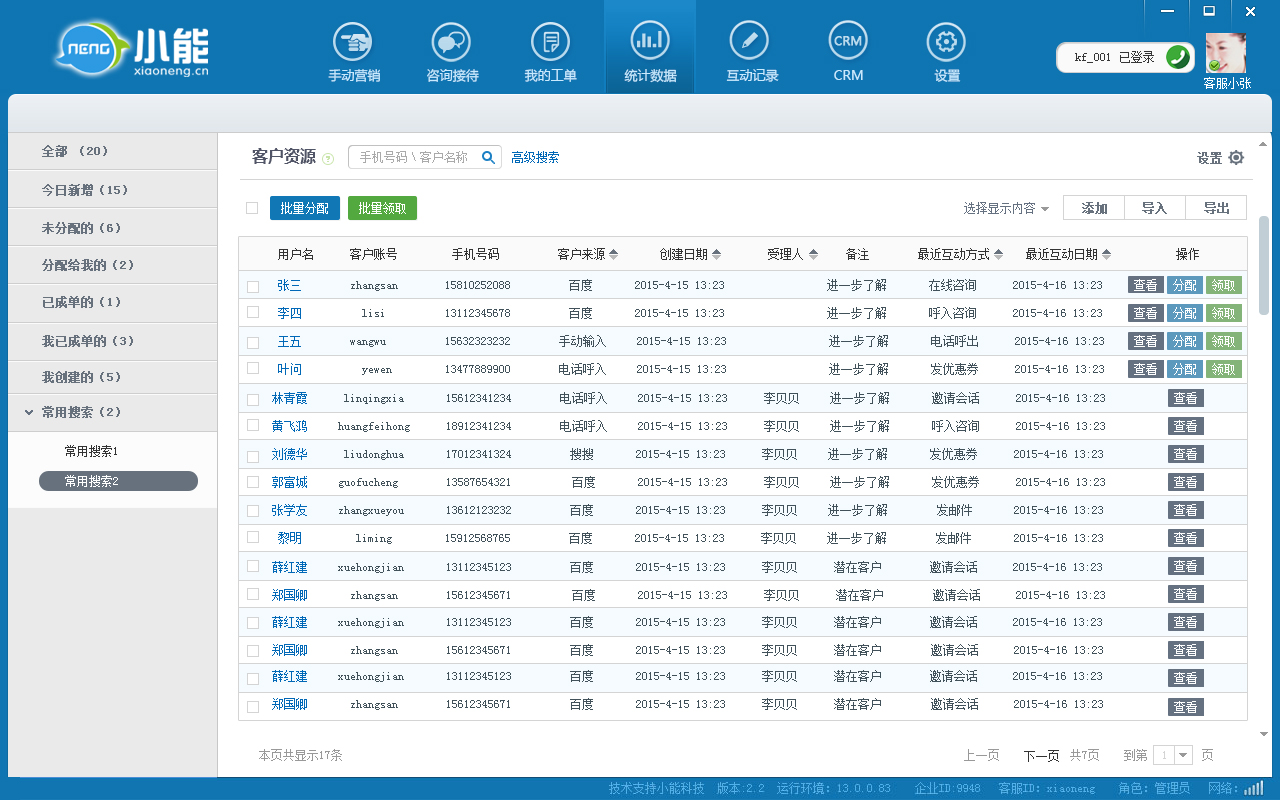 NENG 小能
xiaoneng.cn
手动营销 咨询接待 我的工单 统计数据 互动记录 CRM CRM 设置
kf_001 已登录
客服小张
全部 (20)
今日新增 (15)
未分配的 (6)
分配给我的 (2)
已成单的 (1)
我已成单的 (3)
我创建的 (5)
常用搜索 (2)
常用搜索1
常用搜索2
客户资源 ? 手机号码 \ 客户名称 高级搜索 设置
批量分配 批量领取 选择显示内容 添加 导入 导出
用户名 客户账号 手机号码 客户来源 创建日期 受理人 备注 最近互动方式 最近互动日期 操作
张三 zhangsan 15810252088 百度 2015-4-15 13:23 进一步了解 在线咨询 2015-4-16 13:23 查看 分配 领取
李四 lisi 13112345678 百度 2015-4-15 13:23 进一步了解 呼入咨询 2015-4-16 13:23 查看 分配 领取
王五 wangwu 15632323232 手动输入 2015-4-15 13:23 进一步了解 电话呼出 2015-4-16 13:23 查看 分配 领取
叶问 yewen 13477889900 电话呼入 2015-4-15 13:23 进一步了解 发优惠券 2015-4-16 13:23 查看 分配 领取
林青霞 linqingxia 15612341234 电话呼入 2015-4-15 13:23 李贝贝 进一步了解 邀请会话 2015-4-16 13:23 查看
黄飞鸿 huangfeihong 18912341234 电话呼入 2015-4-15 13:23 李贝贝 进一步了解 呼入咨询 2015-4-16 13:23 查看
刘德华 liudonghua 17012341324 搜搜 2015-4-15 13:23 李贝贝 进一步了解 发优惠券 2015-4-16 13:23 查看
郭富城 guofucheng 13587654321 百度 2015-4-15 13:23 李贝贝 进一步了解 发优惠券 2015-4-16 13:23 查看
张学友 zhangxueyou 13612123232 百度 2015-4-15 13:23 李贝贝 进一步了解 发邮件 2015-4-16 13:23 查看
黎明 liming 15912568765 百度 2015-4-15 13:23 李贝贝 进一步了解 发邮件 2015-4-16 13:23 查看
薛红建 xuehongjian 13112345123 百度 2015-4-15 13:23 李贝贝 潜在客户 邀请会话 2015-4-16 13:23 查看
郑国卿 zhangsan 15612345671 百度 2015-4-15 13:23 李贝贝 潜在客户 邀请会话 2015-4-16 13:23 查看
薛红建 xuehongjian 13112345123 百度 2015-4-15 13:23 李贝贝 潜在客户 邀请会话 2015-4-16 13:23 查看
郑国卿 zhangsan 15612345671 百度 2015-4-15 13:23 李贝贝 潜在客户 邀请会话 2015-4-16 13:23 查看
薛红建 xuehongjian 13112345123 百度 2015-4-15 13:23 李贝贝 潜在客户 邀请会话 2015-4-16 13:23 查看
郑国卿 zhangsan 15612345671 百度 2015-4-15 13:23 李贝贝 潜在客户 邀请会话 2015-4-16 13:23 查看
本页共显示17条 上一页 下一页 共7页 到第 1 页
技术支持小能科技 版本:2.2 运行环境: 13.0.0.83 企业ID:9948 客服ID: xiaoneng 角色: 管理员 网络: